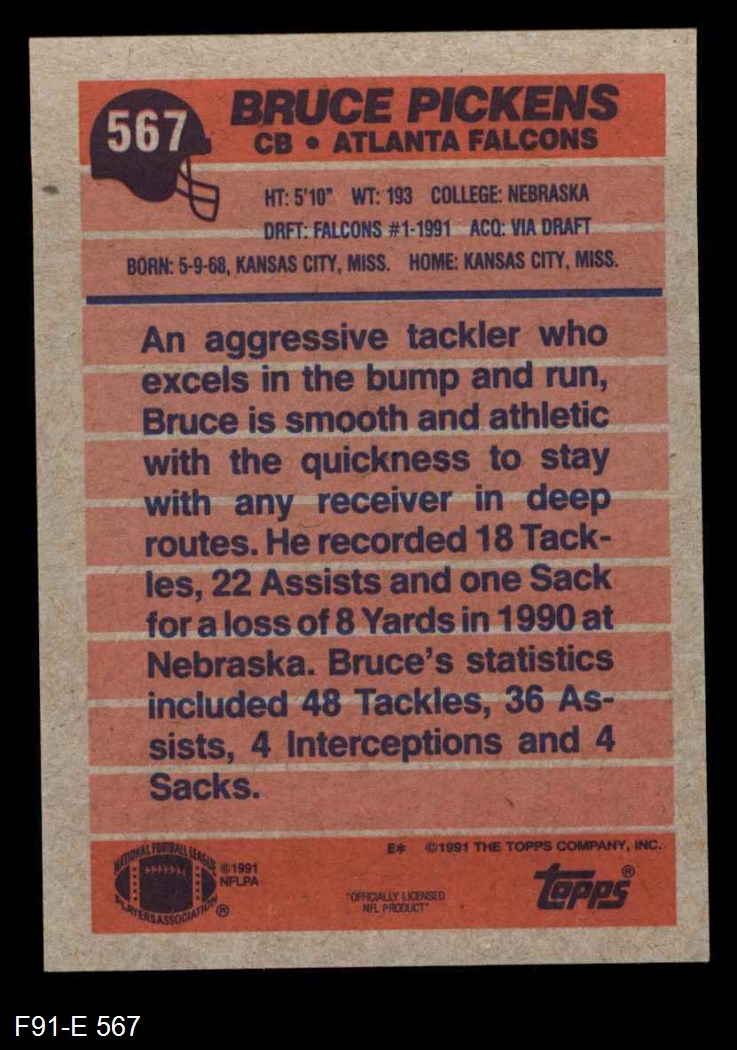 567
BRUCE PICKENS
CB • ATLANTA FALCONS
HT: 5'10" WT: 193 COLLEGE: NEBRASKA
DRFT: FALCONS #1-1991 ACQ: VIA DRAFT
BORN: 5-9-68, KANSAS CITY, MISS. HOME: KANSAS CITY, MISS.
An aggressive tackler who
excels in the bump and run,
Bruce is smooth and athletic
with the quickness to stay
with any receiver in deep
routes. He recorded 18 Tack-
les, 22 Assists and one Sack
for a loss of 8 Yards in 1990 at
Nebraska. Bruce's statistics
included 48 Tackles, 36 As-
sists, 4 Interceptions and 4
Sacks.
E* ©1991 THE TOPPS COMPANY, INC.
NATIONAL FOOTBALL LEAGUE
PLAYERS ASSOCIATION ®
©1991
NFLPA
"OFFICIALLY LICENSED
NFL PRODUCT"
topps®
F91-E 567